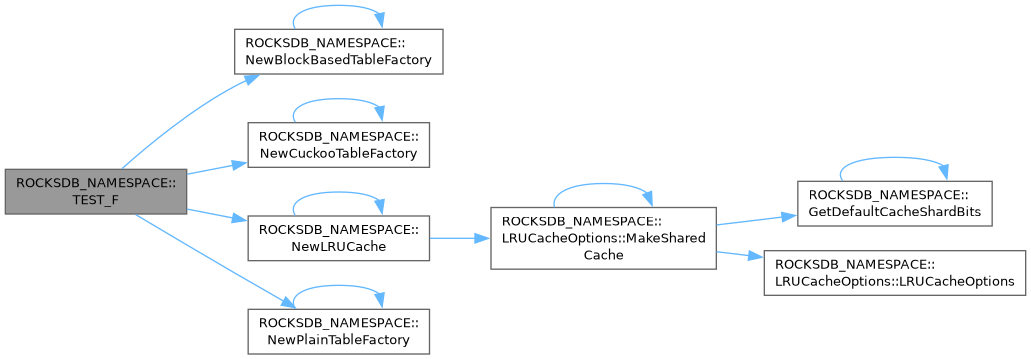 ROCKSDB_NAMESPACE::
NewBlockBasedTableFactory
ROCKSDB_NAMESPACE::
NewCuckooTableFactory
ROCKSDB_NAMESPACE::
TEST_F
ROCKSDB_NAMESPACE::
NewLRUCache
ROCKSDB_NAMESPACE::
LRUCacheOptions::MakeShared
Cache
ROCKSDB_NAMESPACE::
GetDefaultCacheShardBits
ROCKSDB_NAMESPACE::
LRUCacheOptions::LRUCacheOptions
ROCKSDB_NAMESPACE::
NewPlainTableFactory